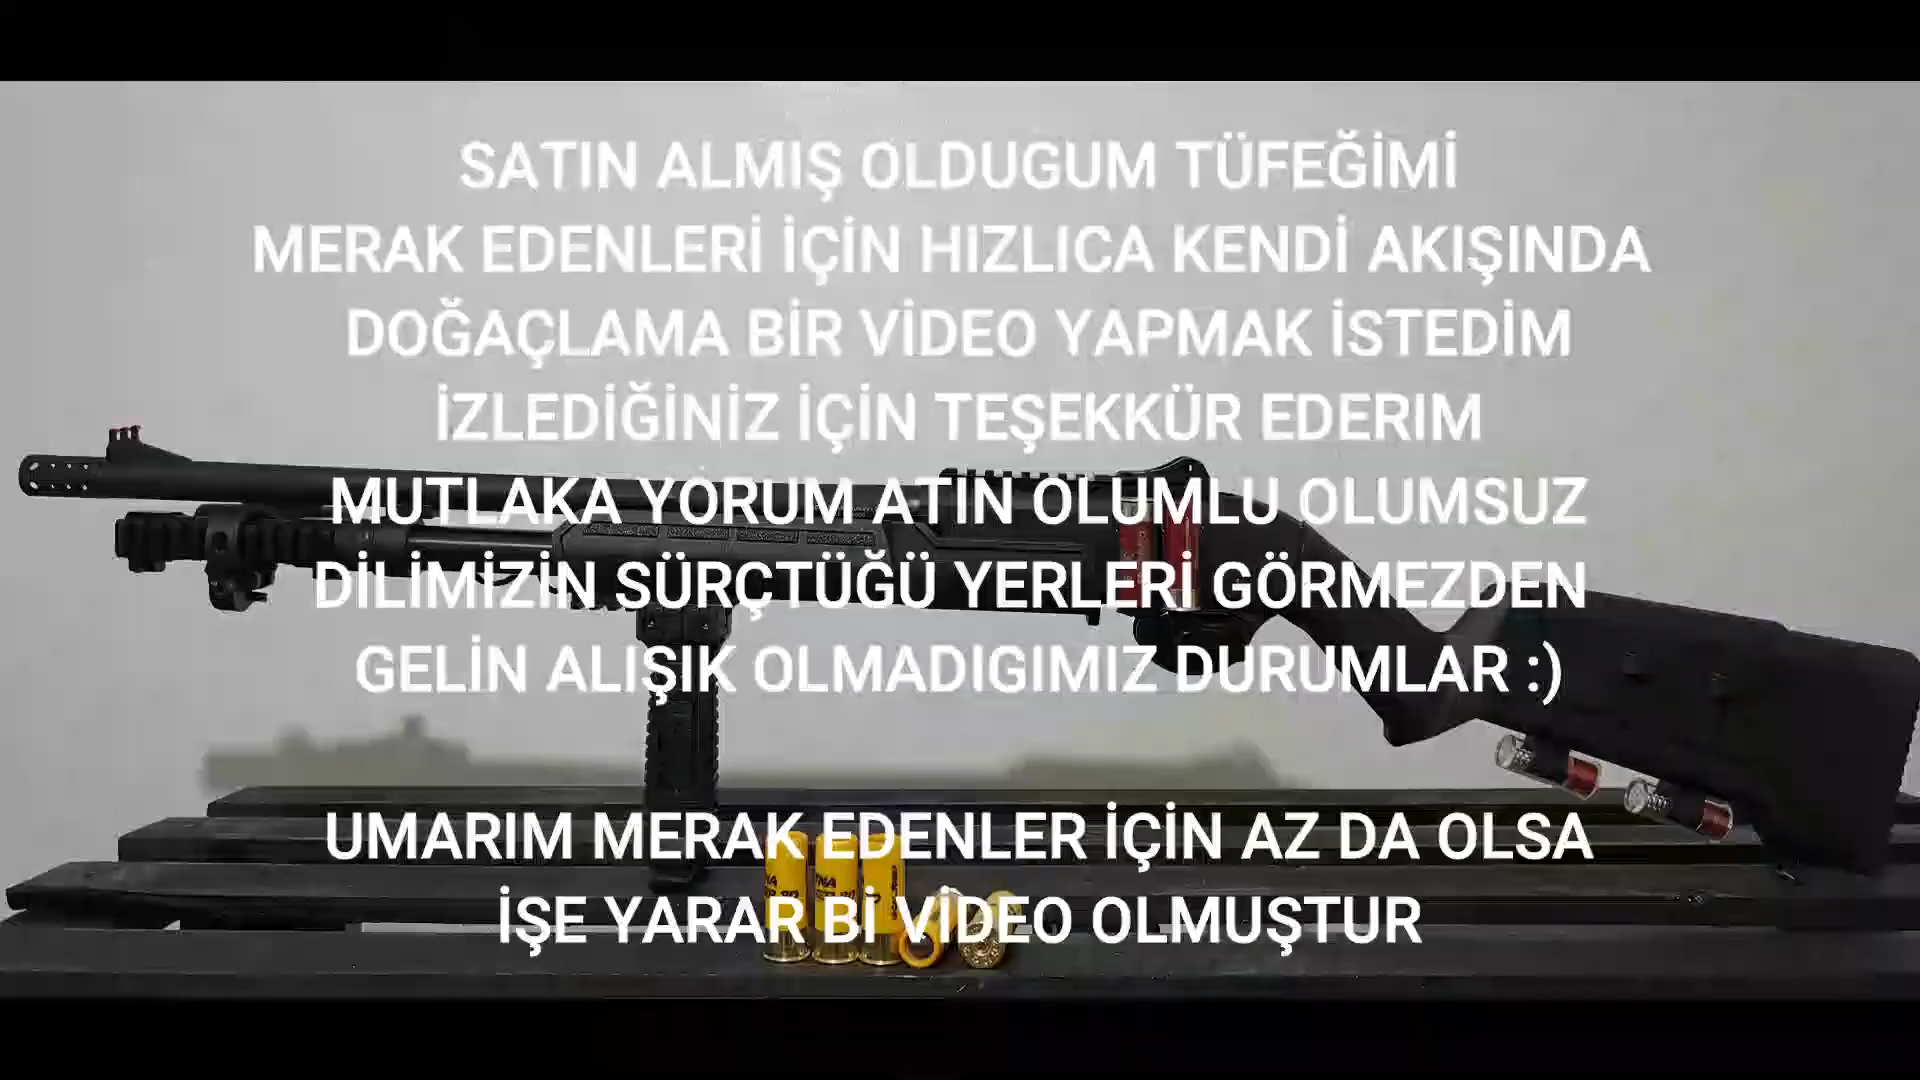 SATIN ALMIŞ OLDUGUM TÜFEĞİMİ
MERAK EDENLERİ İÇİN HIZLICA KENDİ AKIŞINDA
DOĞAÇLAMA BİR VİDEO YAPMAK İSTEDİM
İZLEDİĞİNİZ İÇİN TEŞEKKÜR EDERIM
MUTLAKA YORUM ATIN OLUMLU OLUMSUZ
DİLİMİZİN SÜRÇTÜĞÜ YERLERİ GÖRMEZDEN
GELİN ALIŞIK OLMADIGIMIZ DURUMLAR :)
UMARIM MERAK EDENLER İÇİN AZ DA OLSA
İŞE YARAR Bİ VİDEO OLMUŞTUR